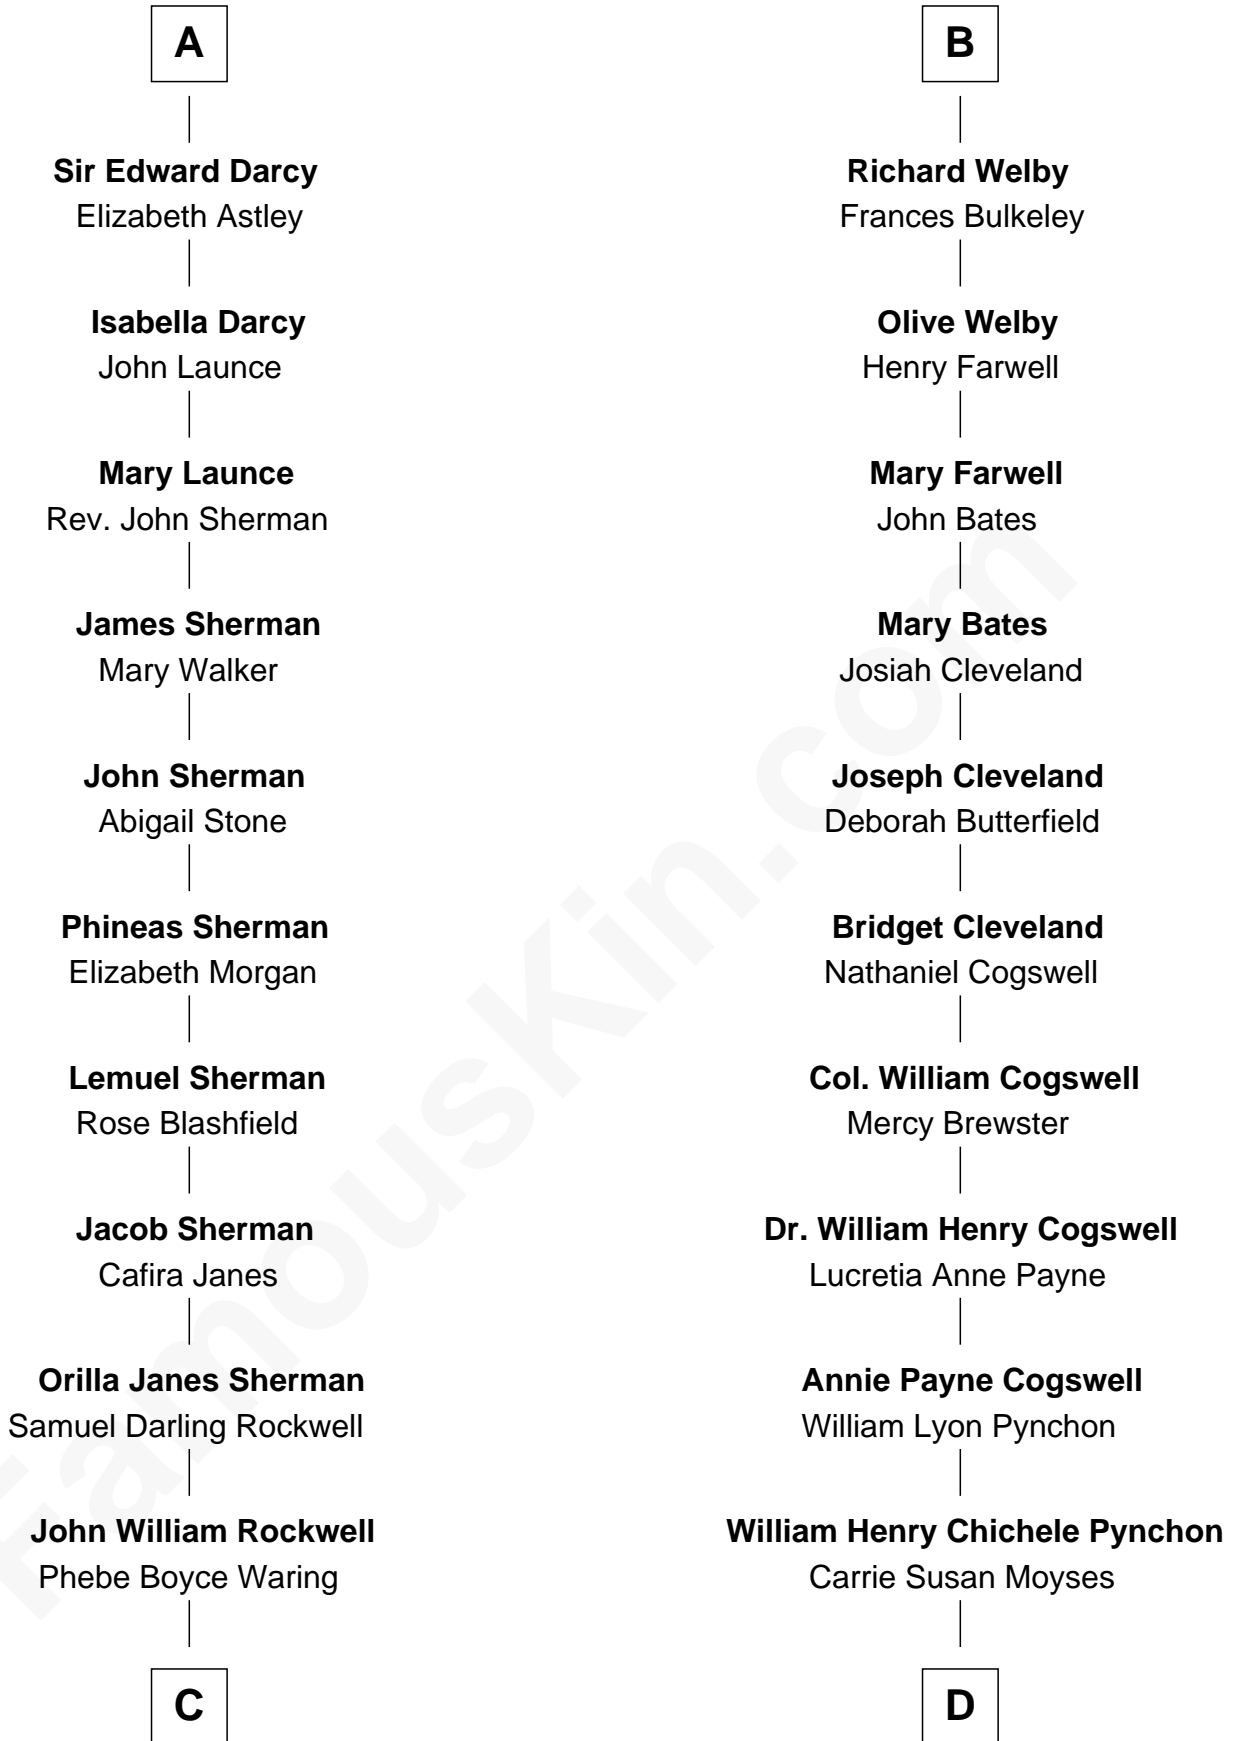 A
Sir Edward Darcy
Elizabeth Astley
Isabella Darcy
John Launce
Mary Launce
Rev. John Sherman
James Sherman
Mary Walker
John Sherman
Abigail Stone
Phineas Sherman
Elizabeth Morgan
Lemuel Sherman
Rose Blashfield
Jacob Sherman
Cafira Janes
Orilla Janes Sherman
Samuel Darling Rockwell
John William Rockwell
Phebe Boyce Waring
C
B
Richard Welby
Frances Bulkeley
Olive Welby
Henry Farwell
Mary Farwell
John Bates
Mary Bates
Josiah Cleveland
Joseph Cleveland
Deborah Butterfield
Bridget Cleveland
Nathaniel Cogswell
Col. William Cogswell
Mercy Brewster
Dr. William Henry Cogswell
Lucretia Anne Payne
Annie Payne Cogswell
William Lyon Pynchon
William Henry Chichele Pynchon
Carrie Susan Moyses
D
FamousKin.com